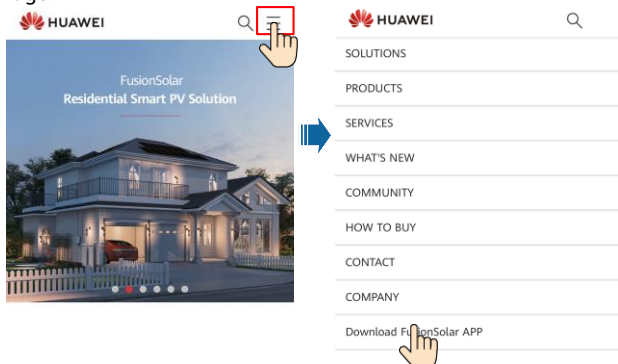 HUAWEI
FusionSolar
Residential Smart PV Solution
HUAWEI
SOLUTIONS
PRODUCTS
SERVICES
WHAT'S NEW
COMMUNITY
HOW TO BUY
CONTACT
COMPANY
Download FusionSolar APP